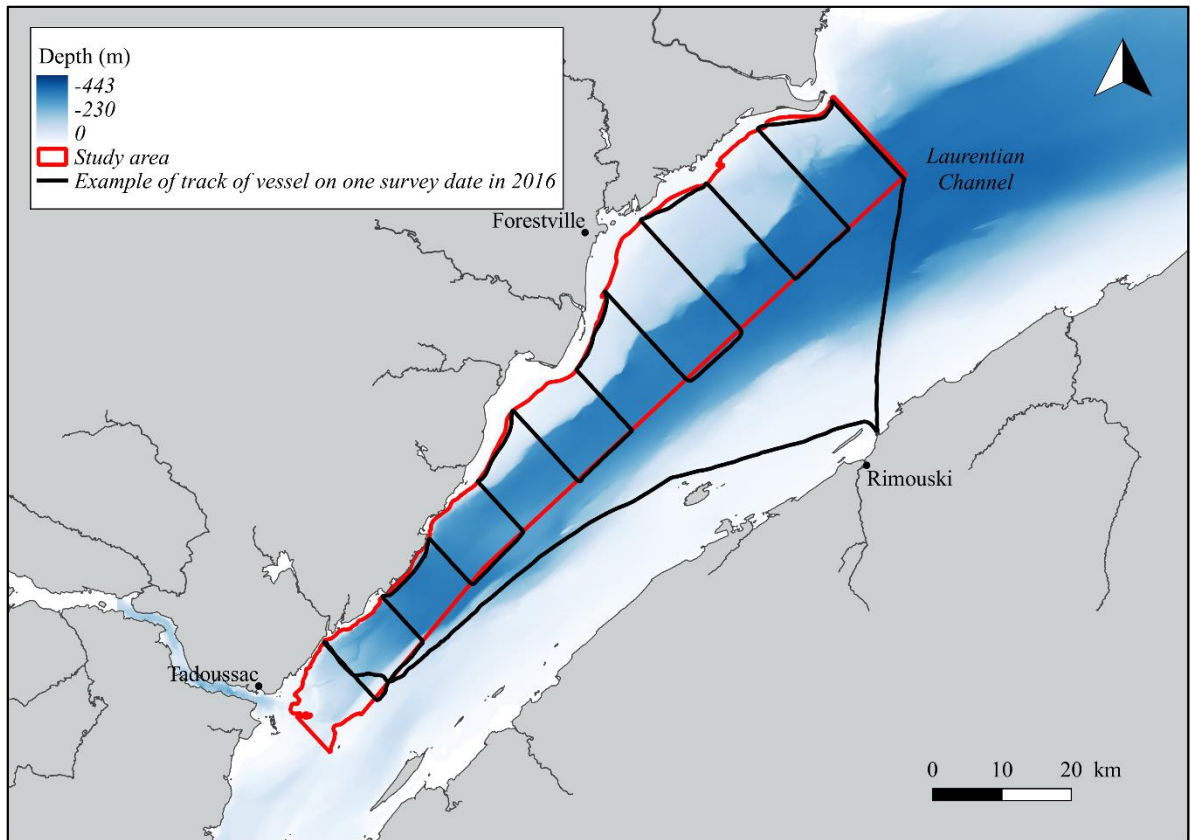 Depth (m)
-443
-230
0
Study area
Example of track of vessel on one survey date in 2016
Laurentian
Channel
Forestville
Rimouski
Tadoussac
0 10 20 km